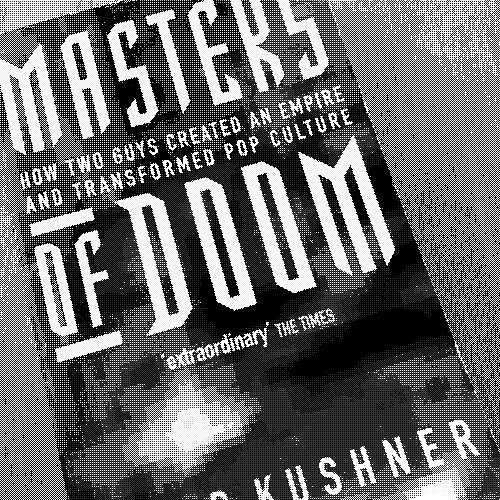 MASTERS
HOW TWO GUYS CREATED AN EMPIRE
AND TRANSFORMED POP CULTURE
OF DOOM
'extraordinary' THE TIMES
KUSHNER